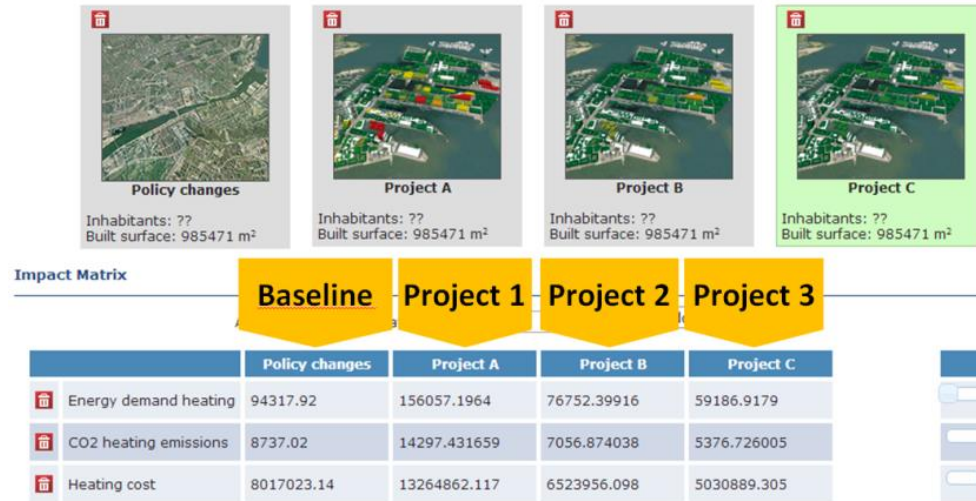 Policy changes
Inhabitants: ??
Built surface: 985471 m²
Project A
Inhabitants: ??
Built surface: 985471 m²
Project B
Inhabitants: ??
Built surface: 985471 m²
Project C
Inhabitants: ??
Built surface: 985471 m²
Impact Matrix
Baseline Project 1 Project 2 Project 3
Policy changes Project A Project B Project C
Energy demand heating 94317.92 156057.1964 76752.39916 59186.9179
CO2 heating emissions 8737.02 14297.431659 7056.874038 5376.726005
Heating cost 8017023.14 13264862.117 6523956.098 5030889.305